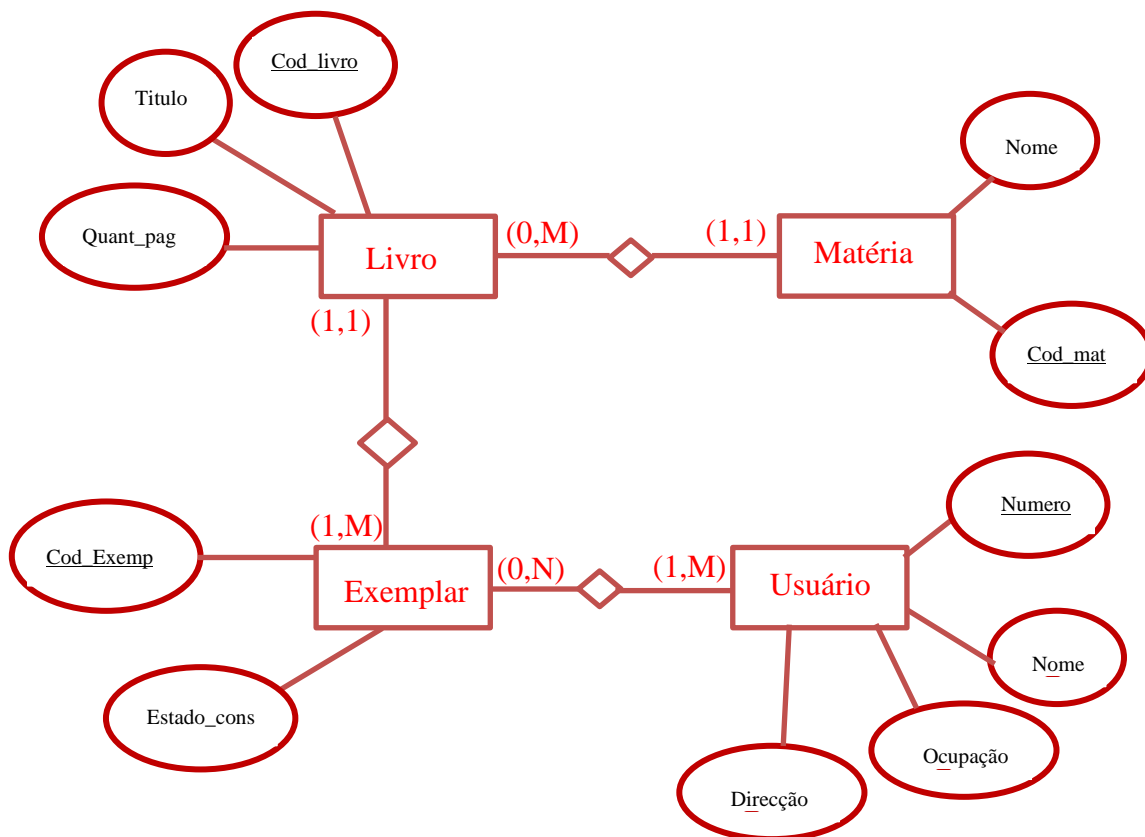 Cod_livro
Titulo
Nome
Quant_pag
(0,M)
(1,1)
Livro
Matéria
(1,1)
Cod_mat
Numero
(1,M)
Cod_Exemp
(0,N)
(1,M)
Exemplar
Usuário
Nome
Estado_cons
Ocupação
Direcção